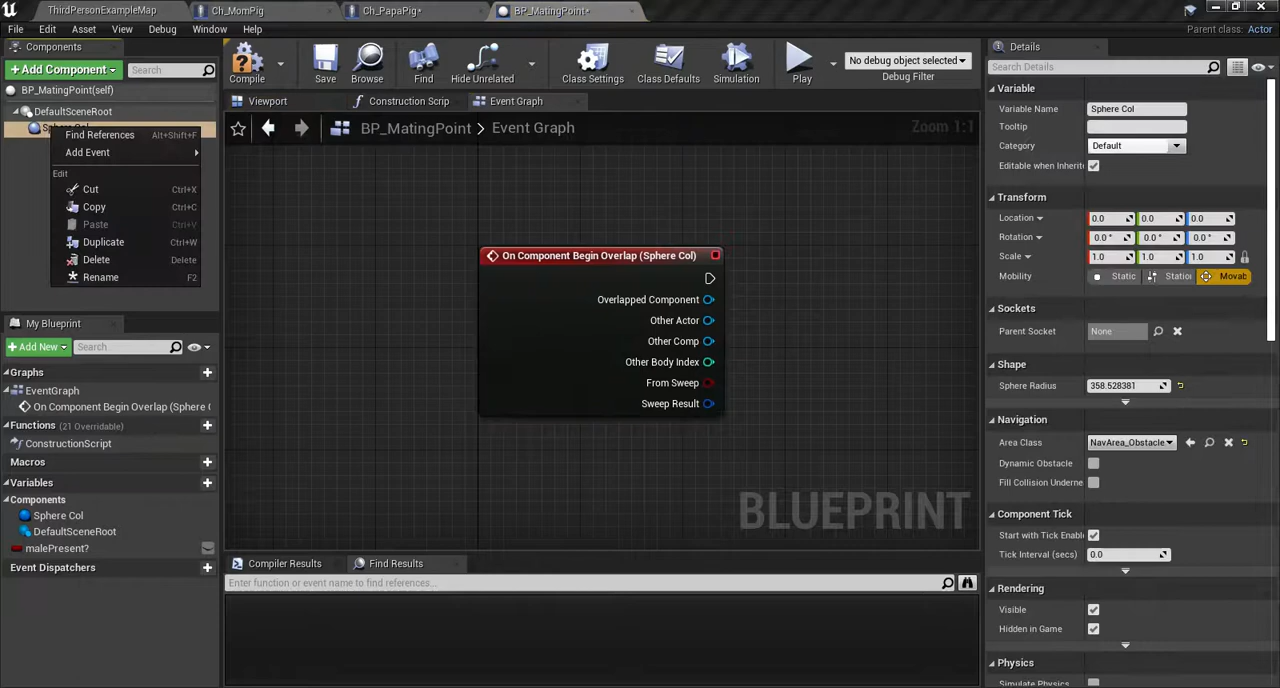 ThirdPersonExampleMap
Ch_MomPig
Ch_PapaPig*
BP_MatingPoint*
File
Edit
Asset
View
Debug
Window
Help
Parent class: Actor
Components
+Add Component
Search
BP_MatingPoint(self)
DefaultSceneRoot
Find References Alt+Shift+F
Add Event
Edit
Cut Ctrl+X
Copy Ctrl+C
Paste Ctrl+V
Duplicate Ctrl+W
Delete Delete
Rename F2
Compile
Save
Browse
Find
Hide Unrelated
Class Settings
Class Defaults
Simulation
Play
No debug object selected
Debug Filter
Viewport
Construction Scrip
Event Graph
BP_MatingPoint > Event Graph
Zoom 1:1
On Component Begin Overlap (Sphere Col)
Overlapped Component
Other Actor
Other Comp
Other Body Index
From Sweep
Sweep Result
BLUEPRINT
My Blueprint
+Add New
Search
Graphs
EventGraph
On Component Begin Overlap (Sphere (
Functions (21 Overridable)
ConstructionScript
Macros
Variables
Components
Sphere Col
DefaultSceneRoot
malePresent?
Event Dispatchers
Compiler Results
Find Results
Enter function or event name to find references...
Details
Search Details
Variable
Variable Name Sphere Col
Tooltip
Category Default
Editable when Inherite
Transform
Location 0.0 0.0 0.0
Rotation 0.0 ° 0.0 ° 0.0 °
Scale 1.0 1.0 1.0
Mobility Static Station Movab
Sockets
Parent Socket None
Shape
Sphere Radius 358.528381
Navigation
Area Class NavArea_Obstacle
Dynamic Obstacle
Fill Collision Underne
Component Tick
Start with Tick Enabl
Tick Interval (secs) 0.0
Rendering
Visible
Hidden in Game
Physics